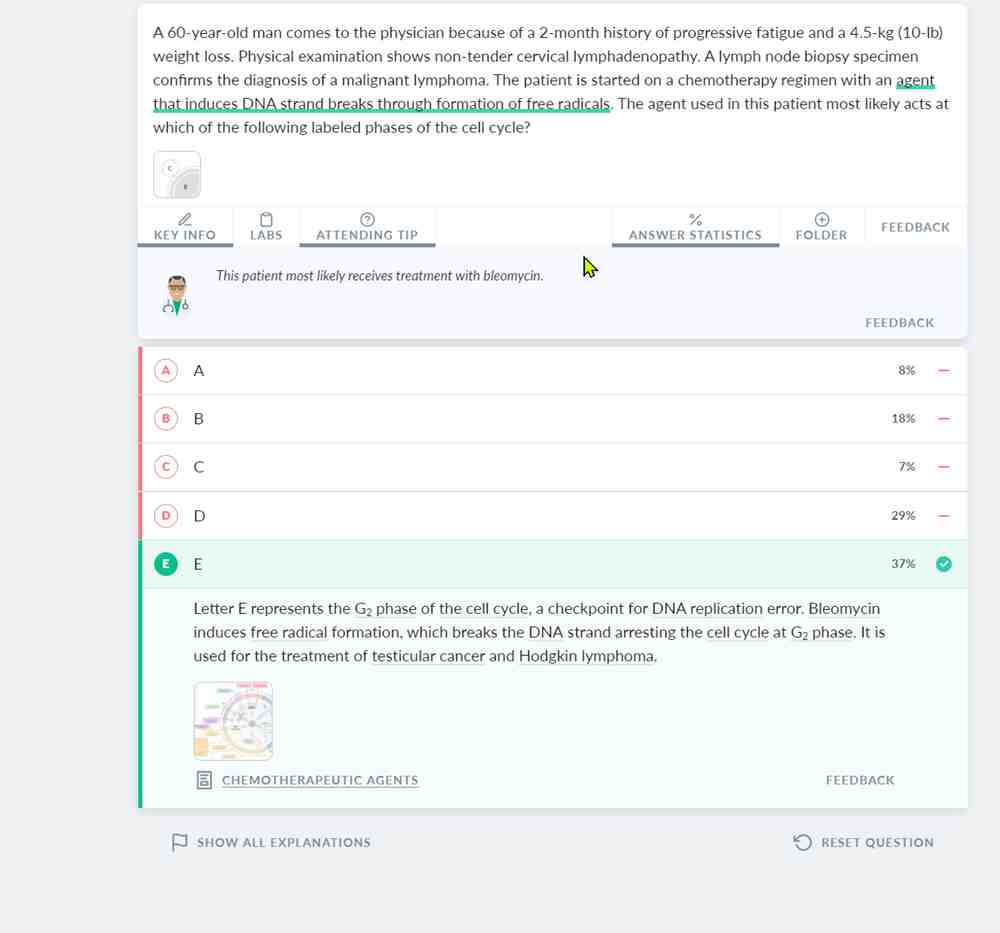 A 60-year-old man comes to the physician because of a 2-month history of progressive fatigue and a 4.5-kg (10-lb)
weight loss. Physical examination shows non-tender cervical lymphadenopathy. A lymph node biopsy specimen
confirms the diagnosis of a malignant lymphoma. The patient is started on a chemotherapy regimen with an agent
that induces DNA strand breaks through formation of free radicals. The agent used in this patient most likely acts at
which of the following labeled phases of the cell cycle?
C
E
KEY INFO
LABS
ATTENDING TIP
ANSWER STATISTICS
FOLDER
FEEDBACK
This patient most likely receives treatment with bleomycin.
FEEDBACK
A A 8%
B B 18%
C C 7%
D D 29%
E E 37%
Letter E represents the G₂ phase of the cell cycle, a checkpoint for DNA replication error. Bleomycin
induces free radical formation, which breaks the DNA strand arresting the cell cycle at G₂ phase. It is
used for the treatment of testicular cancer and Hodgkin lymphoma.
CHEMOTHERAPEUTIC AGENTS
FEEDBACK
SHOW ALL EXPLANATIONS
RESET QUESTION